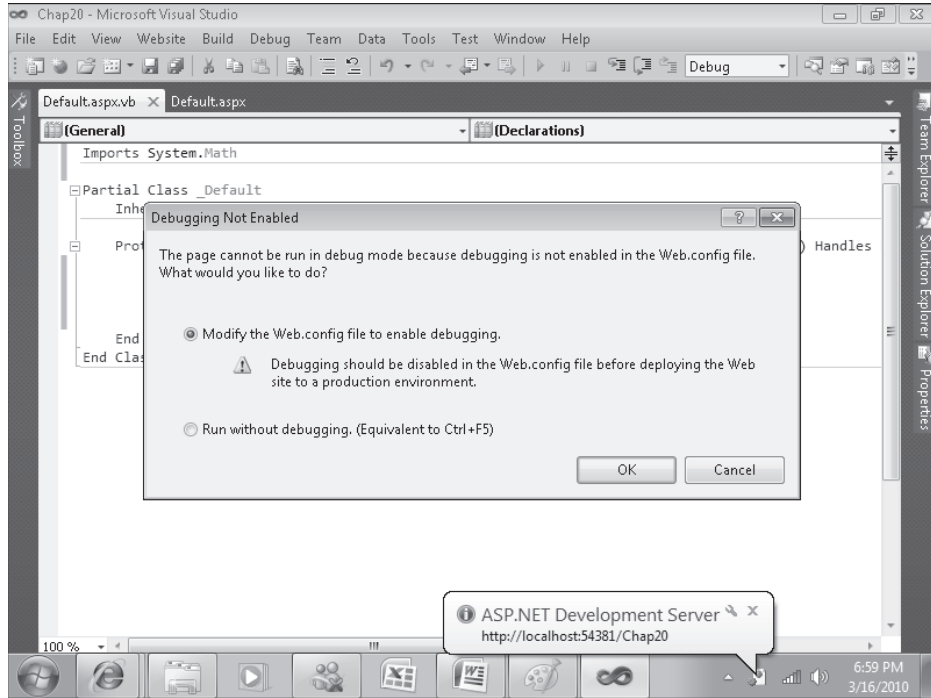 Chap20 - Microsoft Visual Studio
File Edit View Website Build Debug Team Data Tools Test Window Help
Debug
Default.aspx.vb Default.aspx
Toolbox
(General) (Declarations)
Imports System.Math
Partial Class _Default
Inhe
Prot ) Handles
End
End Clas
Debugging Not Enabled
The page cannot be run in debug mode because debugging is not enabled in the Web.config file.
What would you like to do?
Modify the Web.config file to enable debugging.
Debugging should be disabled in the Web.config file before deploying the Web
site to a production environment.
Run without debugging. (Equivalent to Ctrl+F5)
OK Cancel
Team Explorer
Solution Explorer
Properties
ASP.NET Development Server
http://localhost:54381/Chap20
100 %
6:59 PM
3/16/2010